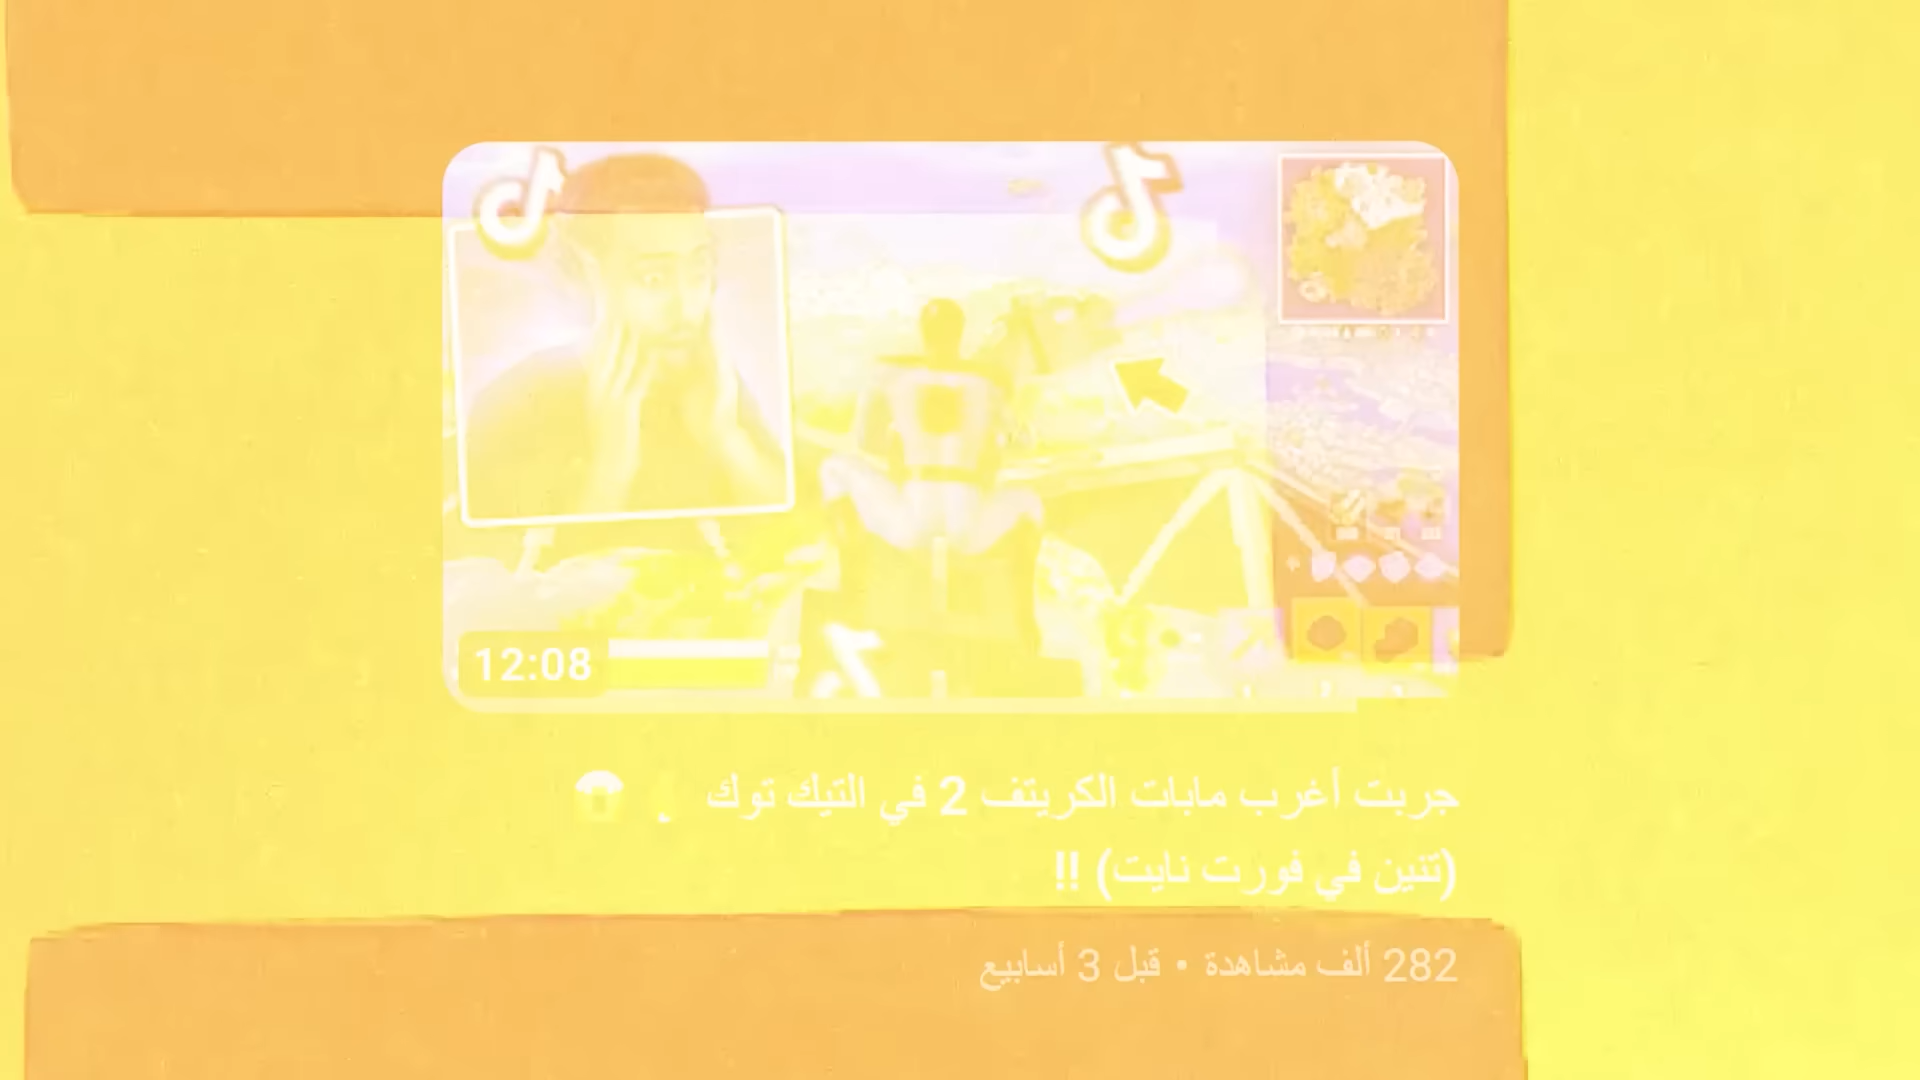 12:08
جربت أغرب مابات الكريتف 2 في التيك توك
(تنين في فورت نايت) !!
282 ألف مشاهدة • قبل 3 أسابيع